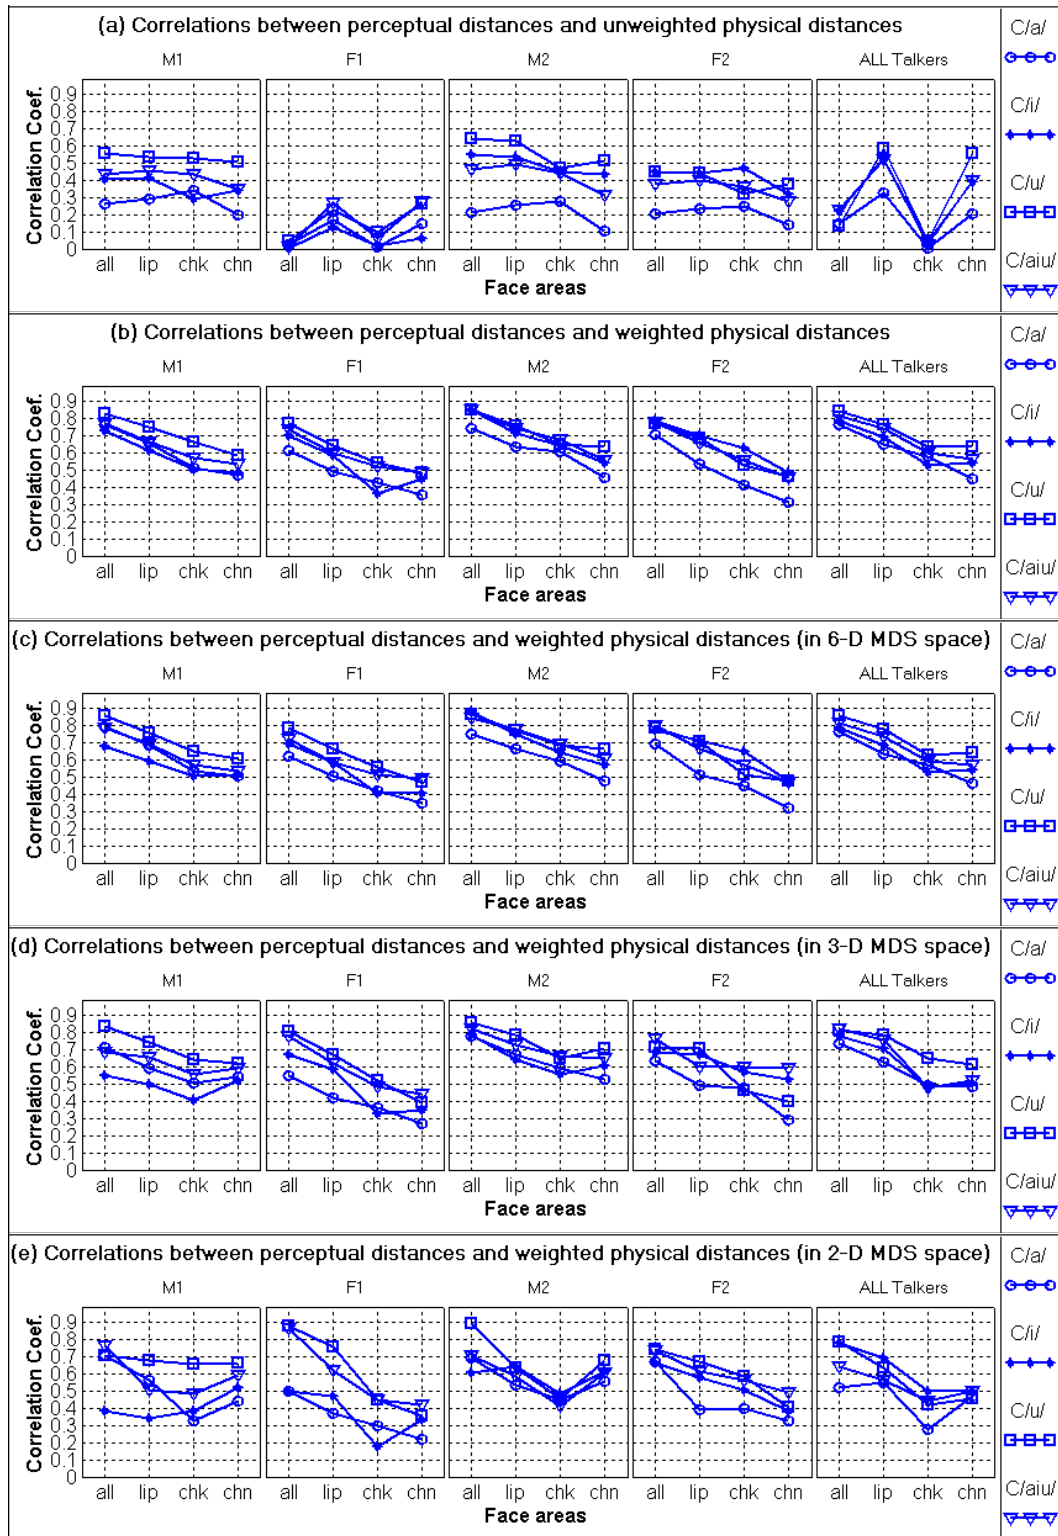 (a) Correlations between perceptual distances and unweighted physical distances
M1 F1 M2 F2 ALL Talkers
Correlation Coef.
0.9
0.8
0.7
0.6
0.5
0.4
0.3
0.2
0.1
0
all lip chk chn all lip chk chn all lip chk chn all lip chk chn all lip chk chn
Face areas
C/a/
C/i/
C/u/
C/aiu/
(b) Correlations between perceptual distances and weighted physical distances
M1 F1 M2 F2 ALL Talkers
Correlation Coef.
0.9
0.8
0.7
0.6
0.5
0.4
0.3
0.2
0.1
0
all lip chk chn all lip chk chn all lip chk chn all lip chk chn all lip chk chn
Face areas
C/a/
C/i/
C/u/
C/aiu/
(c) Correlations between perceptual distances and weighted physical distances (in 6-D MDS space)
M1 F1 M2 F2 ALL Talkers
Correlation Coef.
0.9
0.8
0.7
0.6
0.5
0.4
0.3
0.2
0.1
0
all lip chk chn all lip chk chn all lip chk chn all lip chk chn all lip chk chn
Face areas
C/a/
C/i/
C/u/
C/aiu/
(d) Correlations between perceptual distances and weighted physical distances (in 3-D MDS space)
M1 F1 M2 F2 ALL Talkers
Correlation Coef.
0.9
0.8
0.7
0.6
0.5
0.4
0.3
0.2
0.1
0
all lip chk chn all lip chk chn all lip chk chn all lip chk chn all lip chk chn
Face areas
C/a/
C/i/
C/u/
C/aiu/
(e) Correlations between perceptual distances and weighted physical distances (in 2-D MDS space)
M1 F1 M2 F2 ALL Talkers
Correlation Coef.
0.9
0.8
0.7
0.6
0.5
0.4
0.3
0.2
0.1
0
all lip chk chn all lip chk chn all lip chk chn all lip chk chn all lip chk chn
Face areas
C/a/
C/i/
C/u/
C/aiu/